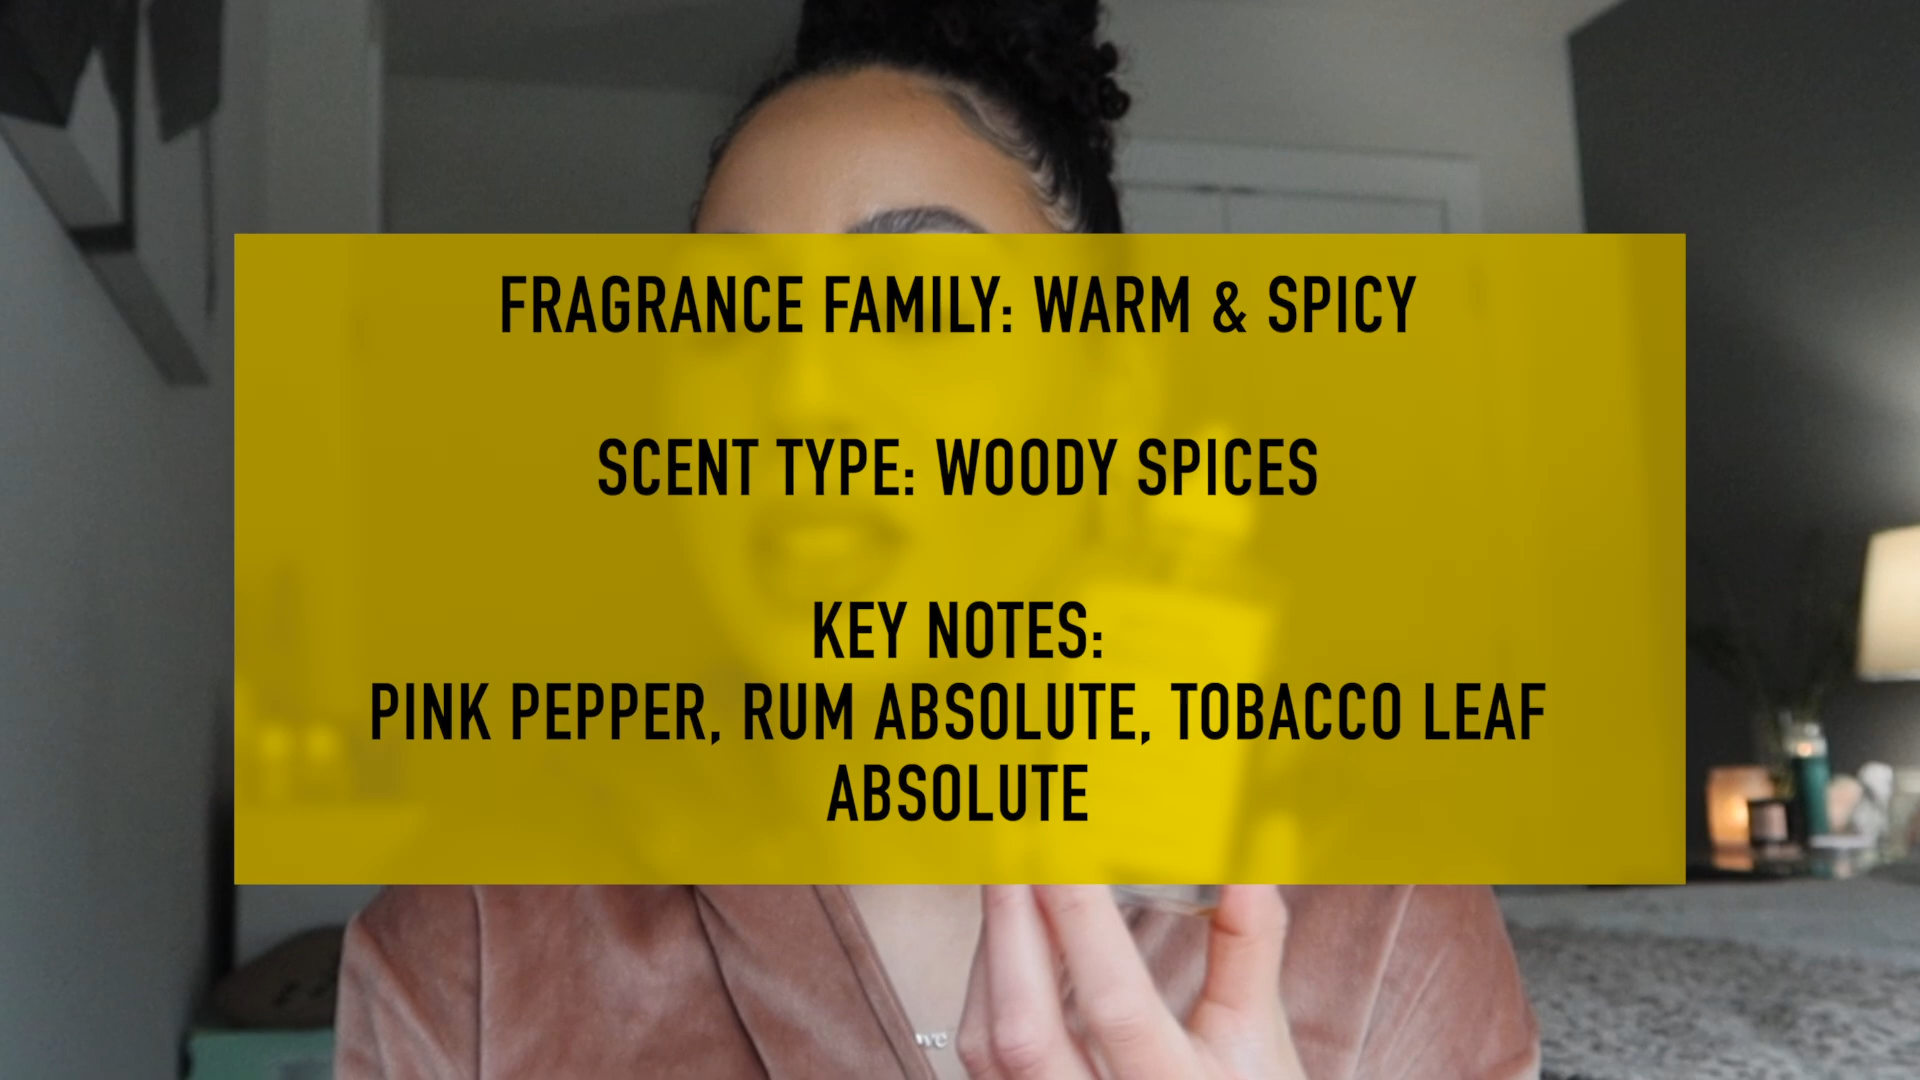 FRAGRANCE FAMILY: WARM & SPICY
SCENT TYPE: WOODY SPICES
KEY NOTES:
PINK PEPPER, RUM ABSOLUTE, TOBACCO LEAF
ABSOLUTE